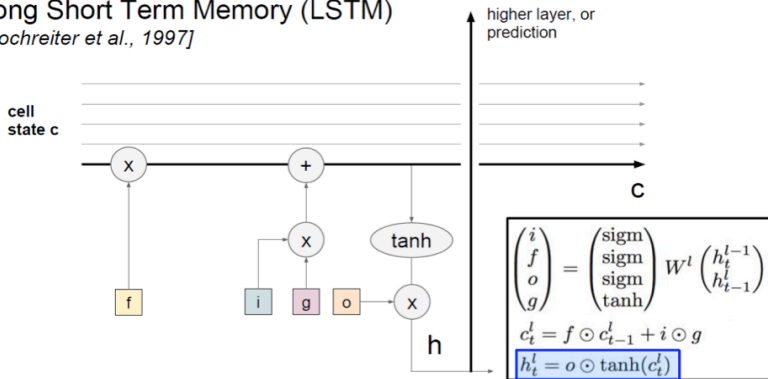 ong Short Term Memory (LSTM)
ochreiter et al., 1997]
higher layer, or
prediction
cell
state c
x
+
c
x
tanh
f
i
g
o
x
h
(i f o g) = (sigm sigm sigm tanh) W^l (h_t^{l-1} h_{t-1}^l)
c_t^l = f ⊙ c_{t-1}^l + i ⊙ g
h_t^l = o ⊙ tanh(c_t^l)